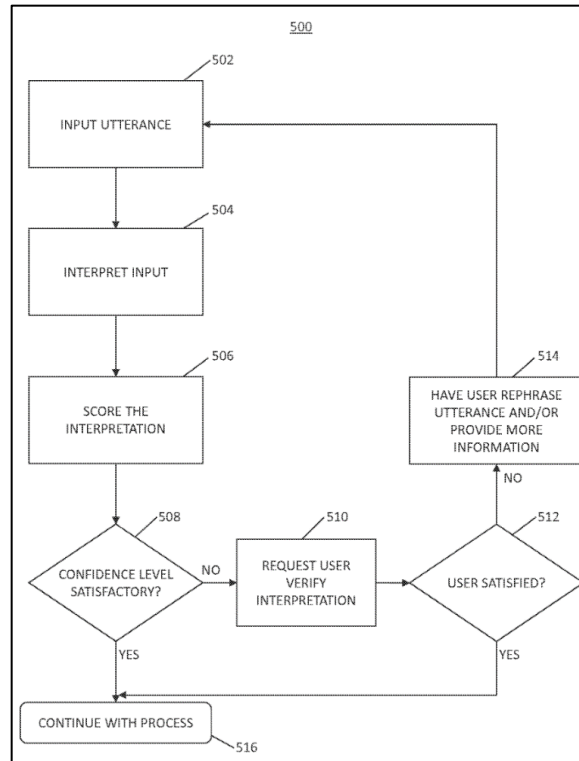 500
502
INPUT UTTERANCE
504
INTERPRET INPUT
506
SCORE THE
INTERPRETATION
514
HAVE USER REPHRASE
UTTERANCE AND/OR
PROVIDE MORE
INFORMATION
NO
508
CONFIDENCE LEVEL
SATISFACTORY?
NO
510
REQUEST USER
VERIFY
INTERPRETATION
512
USER SATISFIED?
YES
YES
CONTINUE WITH PROCESS
516